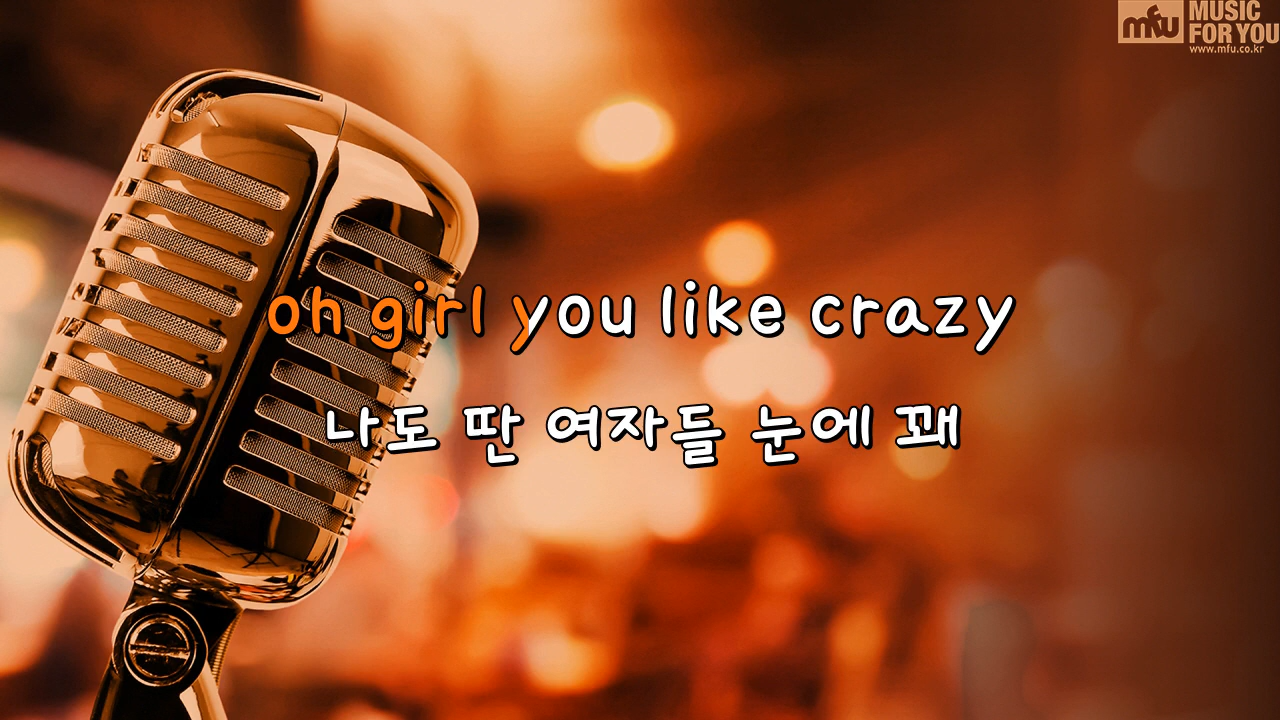 mfu MUSIC
FOR YOU
www.mfu.co.kr
oh girl you like crazy
나도 딴 여자들 눈에 꽤